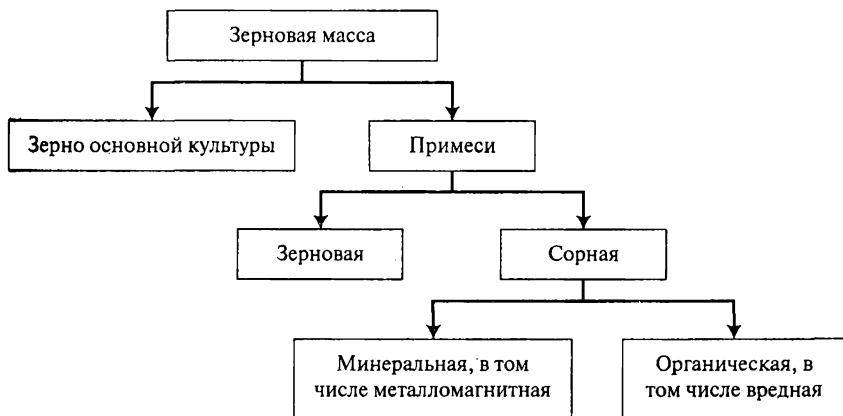 Зерновая масса
Зерно основной культуры
Примеси
Зерновая
Сорная
Минеральная, в том
числе металломагнитная
Органическая, в
том числе вредная